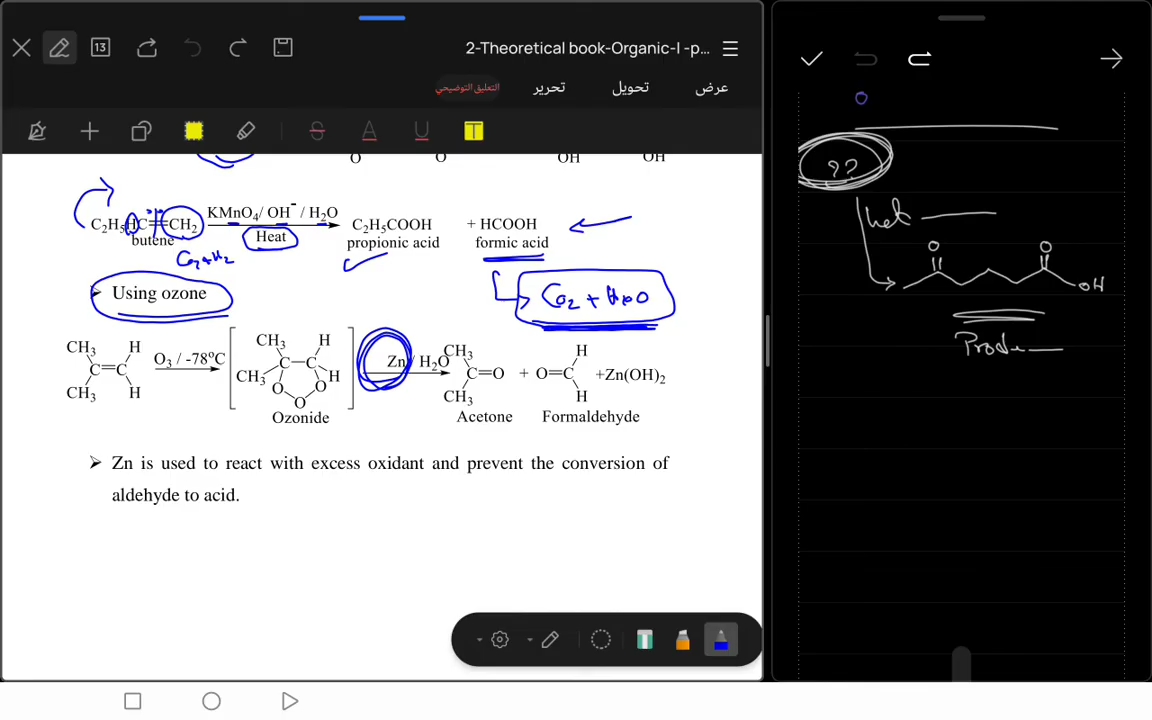 13
2-Theoretical book-Organic-I -p...
التعليق التوضيحي
تحرير
تحويل
عرض
T
O O OH OH
C2H5HC=CH2 KMnO4/ OH- / H2O C2H5COOH + HCOOH
butene Heat propionic acid formic acid
CO2 + H2O
Using ozone
CH3 H O3 / -78oC CH3 H Zn / H2O CH3 H
C=C C C C=O + O=C +Zn(OH)2
CH3 H CH3 H O O O CH3 H
Ozonide Acetone Formaldehyde
Zn is used to react with excess oxidant and prevent the conversion of
aldehyde to acid.
??
O O
OH